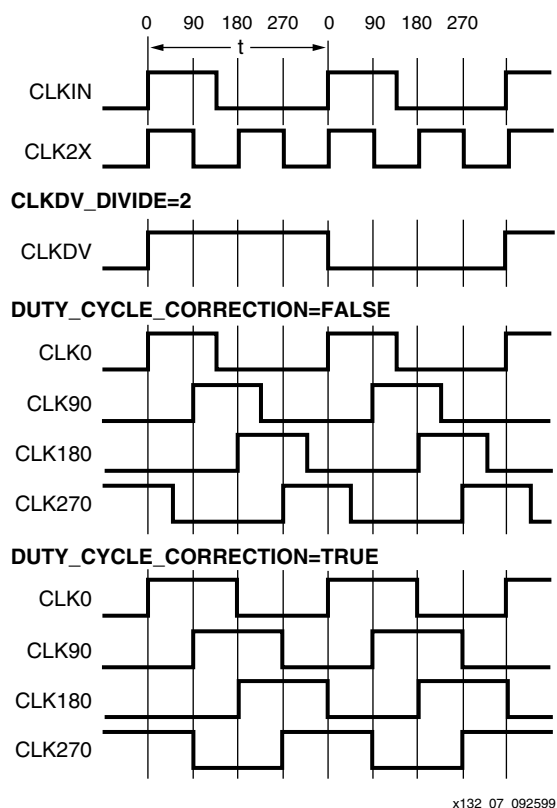 0 90 180 270 0 90 180 270
t
CLKIN
CLK2X
CLKDV_DIVIDE=2
CLKDV
DUTY_CYCLE_CORRECTION=FALSE
CLK0
CLK90
CLK180
CLK270
DUTY_CYCLE_CORRECTION=TRUE
CLK0
CLK90
CLK180
CLK270
x132_07_092599